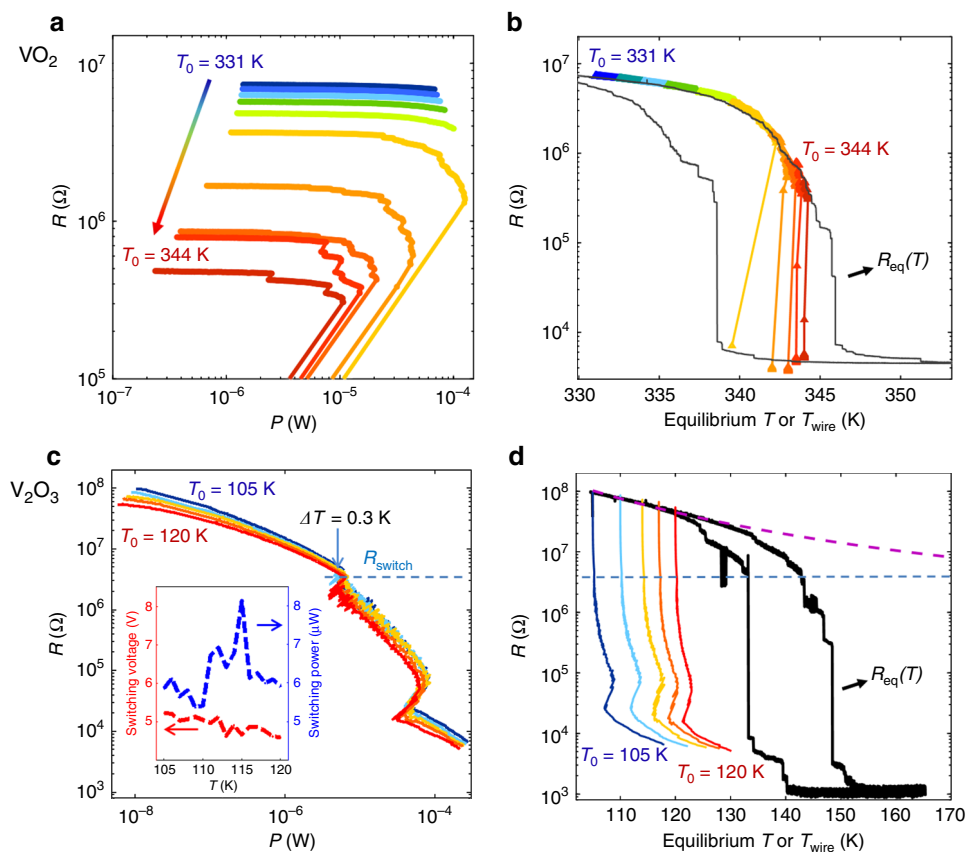 a
VO2
T0 = 331 K
T0 = 344 K
R (Ω)
10⁷
10⁶
10⁵
10⁻⁷
10⁻⁶
10⁻⁵
10⁻⁴
P (W)
b
T0 = 331 K
T0 = 344 K
Req(T)
R (Ω)
10⁷
10⁶
10⁵
10⁴
330
335
340
345
350
Equilibrium T or Twire (K)
c
V2O3
T0 = 105 K
T0 = 120 K
ΔT = 0.3 K
Rswitch
R (Ω)
10⁸
10⁷
10⁶
10⁵
10⁴
10³
10⁻⁸
10⁻⁶
10⁻⁴
P (W)
Switching voltage (V)
8
7
6
5
Switching power (μW)
8
7
6
5
105
110
115
120
T (K)
d
R (Ω)
10⁸
10⁷
10⁶
10⁵
10⁴
10³
Req(T)
T0 = 105 K
T0 = 120 K
110
120
130
140
150
160
170
Equilibrium T or Twire (K)